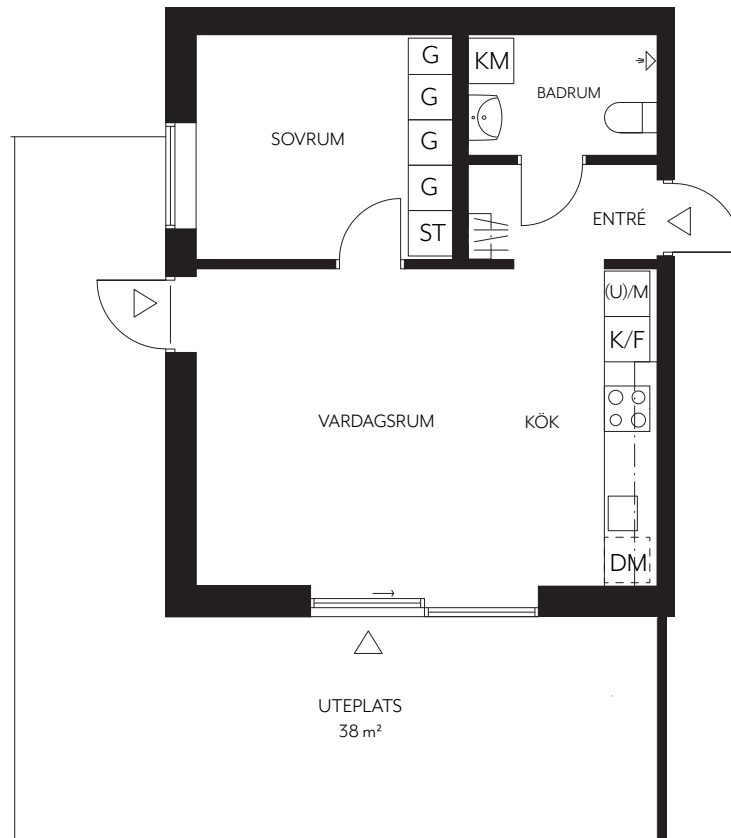 G
KM
BADRUM
G
SOVRUM
G
G
ENTRÉ
ST
(U)/M
K/F
VARDAGSRUM
KÖK
DM
UTEPLATS
38 m²